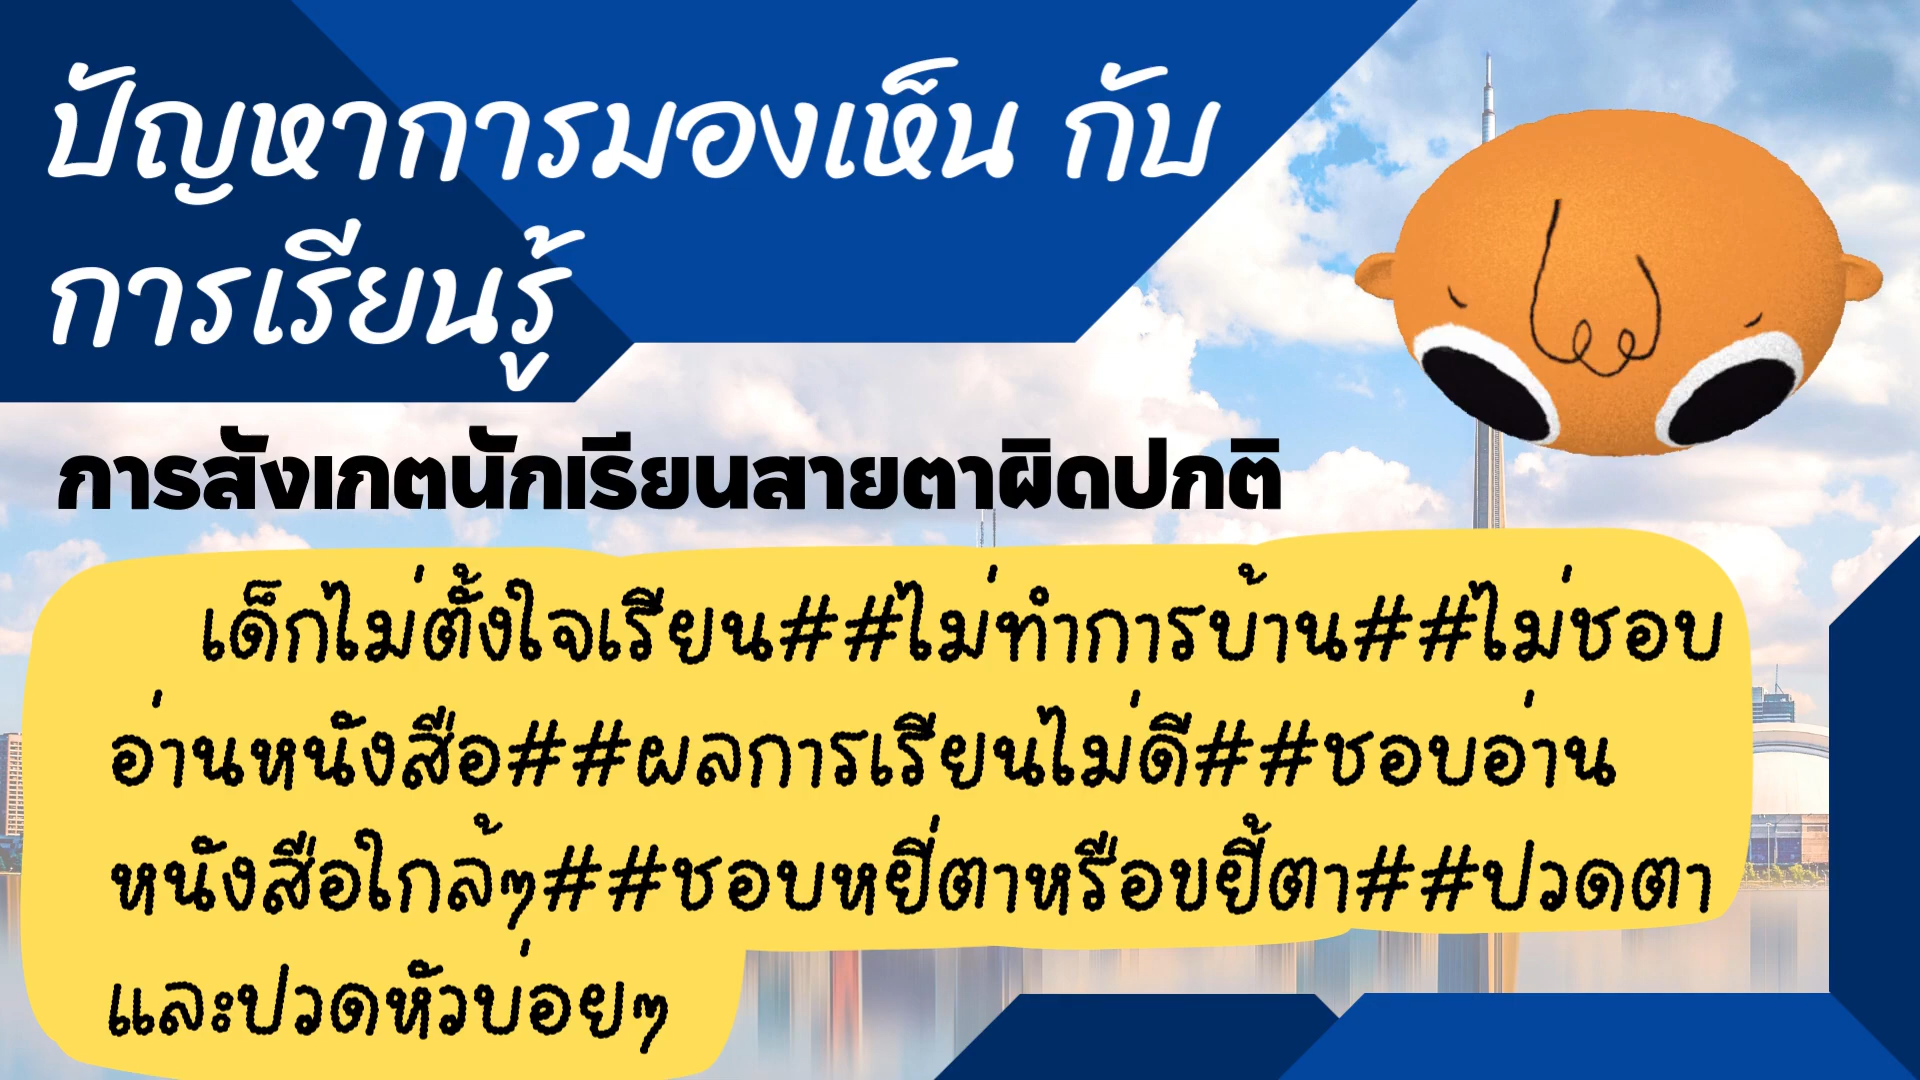 ปัญหาการมองเห็น กับ
การเรียนรู้
การสังเกตนักเรียนสายตาผิดปกติ
เด็กไม่ตั้งใจเรียน##ไม่ทำการบ้าน##ไม่ชอบ
อ่านหนังสือ##ผลการเรียนไม่ดี##ชอบอ่าน
หนังสือใกล้ๆ##ชอบหยี่ตาหรือขยี้ตา##ปวดตา
และปวดหัวบ่อยๆ